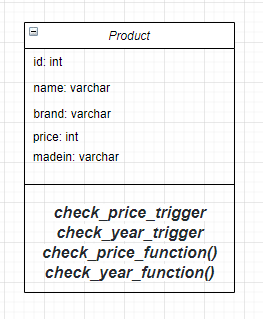 Product
id: int
name: varchar
brand: varchar
price: int
madein: varchar
check_price_trigger
check_year_trigger
check_price_function()
check_year_function()